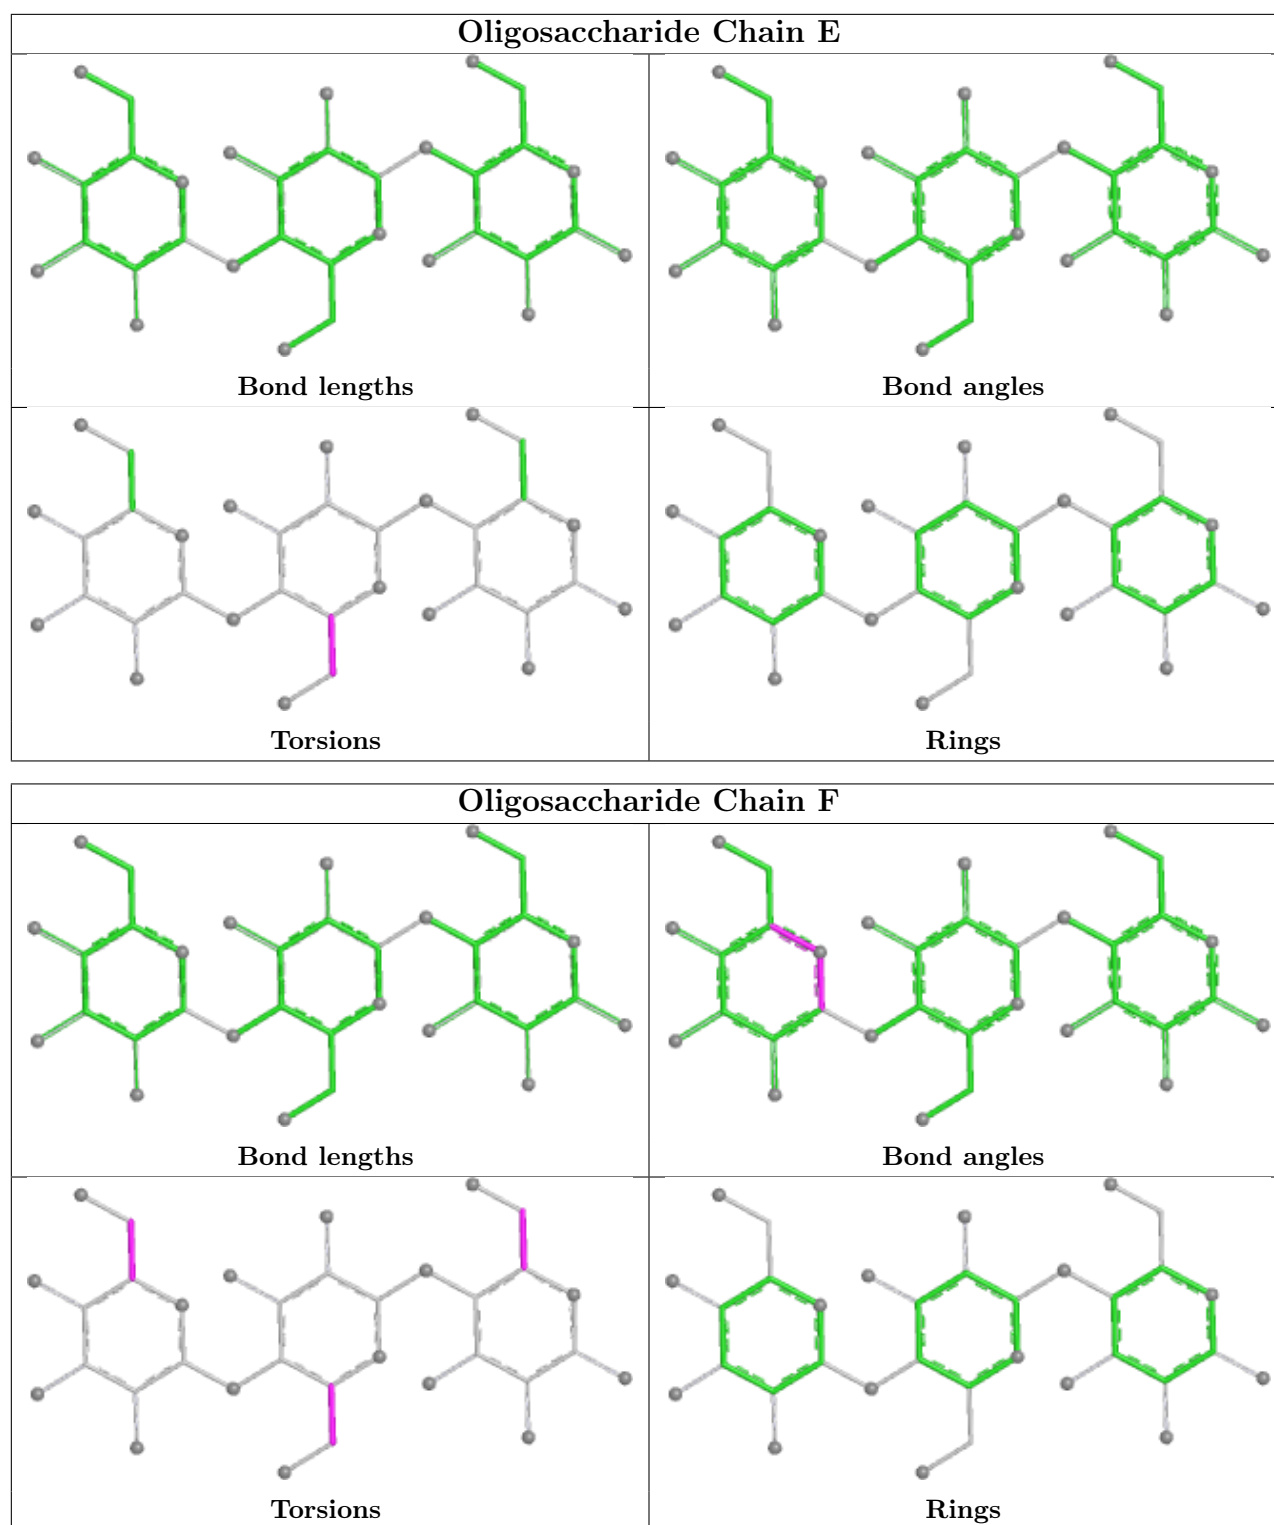 Oligosaccharide Chain E
Bond lengths
Bond angles
Torsions
Rings
Oligosaccharide Chain F
Bond lengths
Bond angles
Torsions
Rings